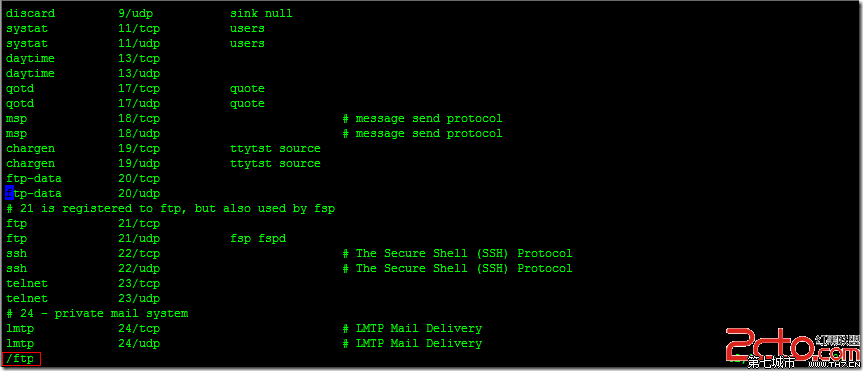 discard 9/udp sink null
systat 11/tcp users
systat 11/udp users
daytime 13/tcp
daytime 13/udp
qotd 17/tcp quote
qotd 17/udp quote
msp 18/tcp # message send protocol
msp 18/udp # message send protocol
chargen 19/tcp ttytst source
chargen 19/udp ttytst source
ftp-data 20/tcp
ftp-data 20/udp
# 21 is registered to ftp, but also used by fsp
ftp 21/tcp
ftp 21/udp fsp fspd
ssh 22/tcp # The Secure Shell (SSH) Protocol
ssh 22/udp # The Secure Shell (SSH) Protocol
telnet 23/tcp
telnet 23/udp
# 24 - private mail system
lmtp 24/tcp # LMTP Mail Delivery
lmtp 24/udp # LMTP Mail Delivery
/ftp
2cto.com
第七城市 WWW.TH7.CN